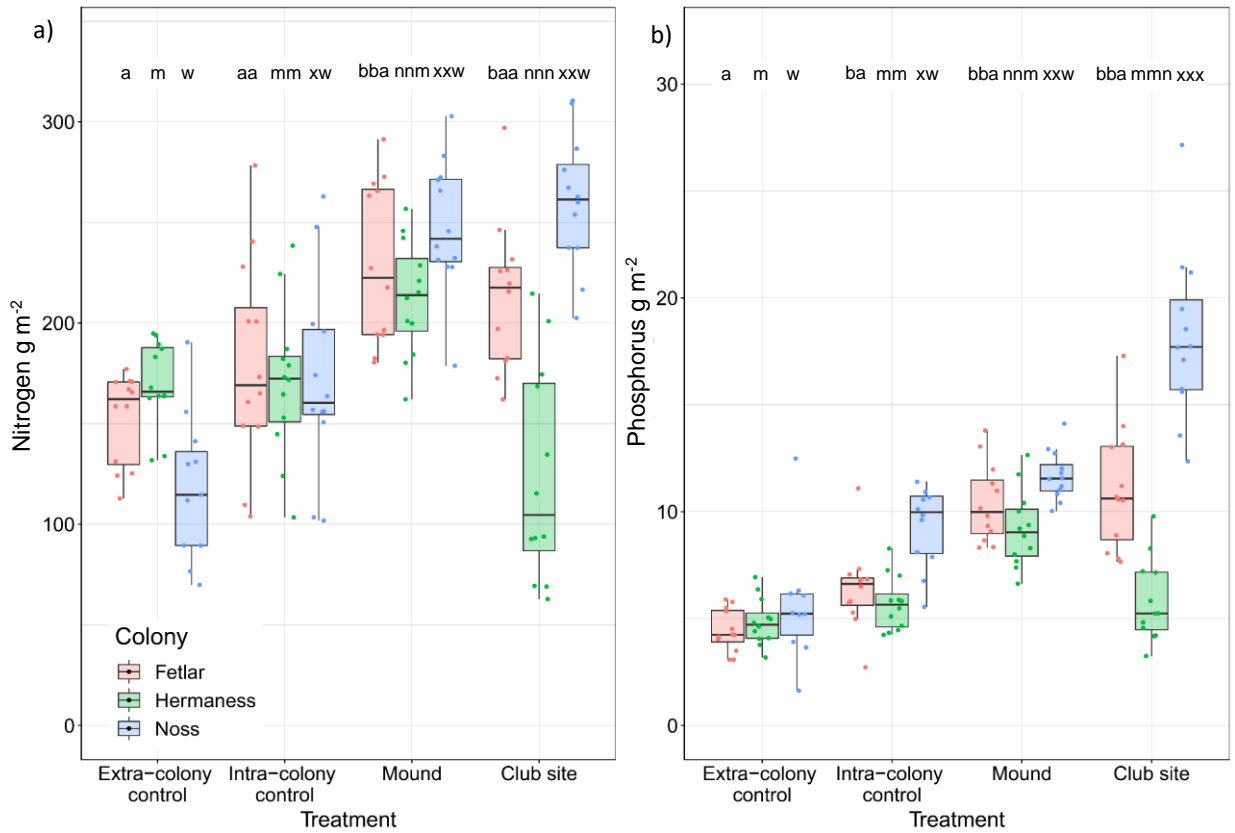 a)
a m w aa mm xw bba nnm xxw baa nnn xxw
300
200
100
0
Nitrogen g m⁻²
Colony
Fetlar
Hermaness
Noss
Extra-colony control
Intra-colony control
Mound
Club site
Treatment
b)
a m w ba mm xw bba nnm xxw bba mmn xxx
30
20
10
0
Phosphorus g m⁻²
Extra-colony control
Intra-colony control
Mound
Club site
Treatment